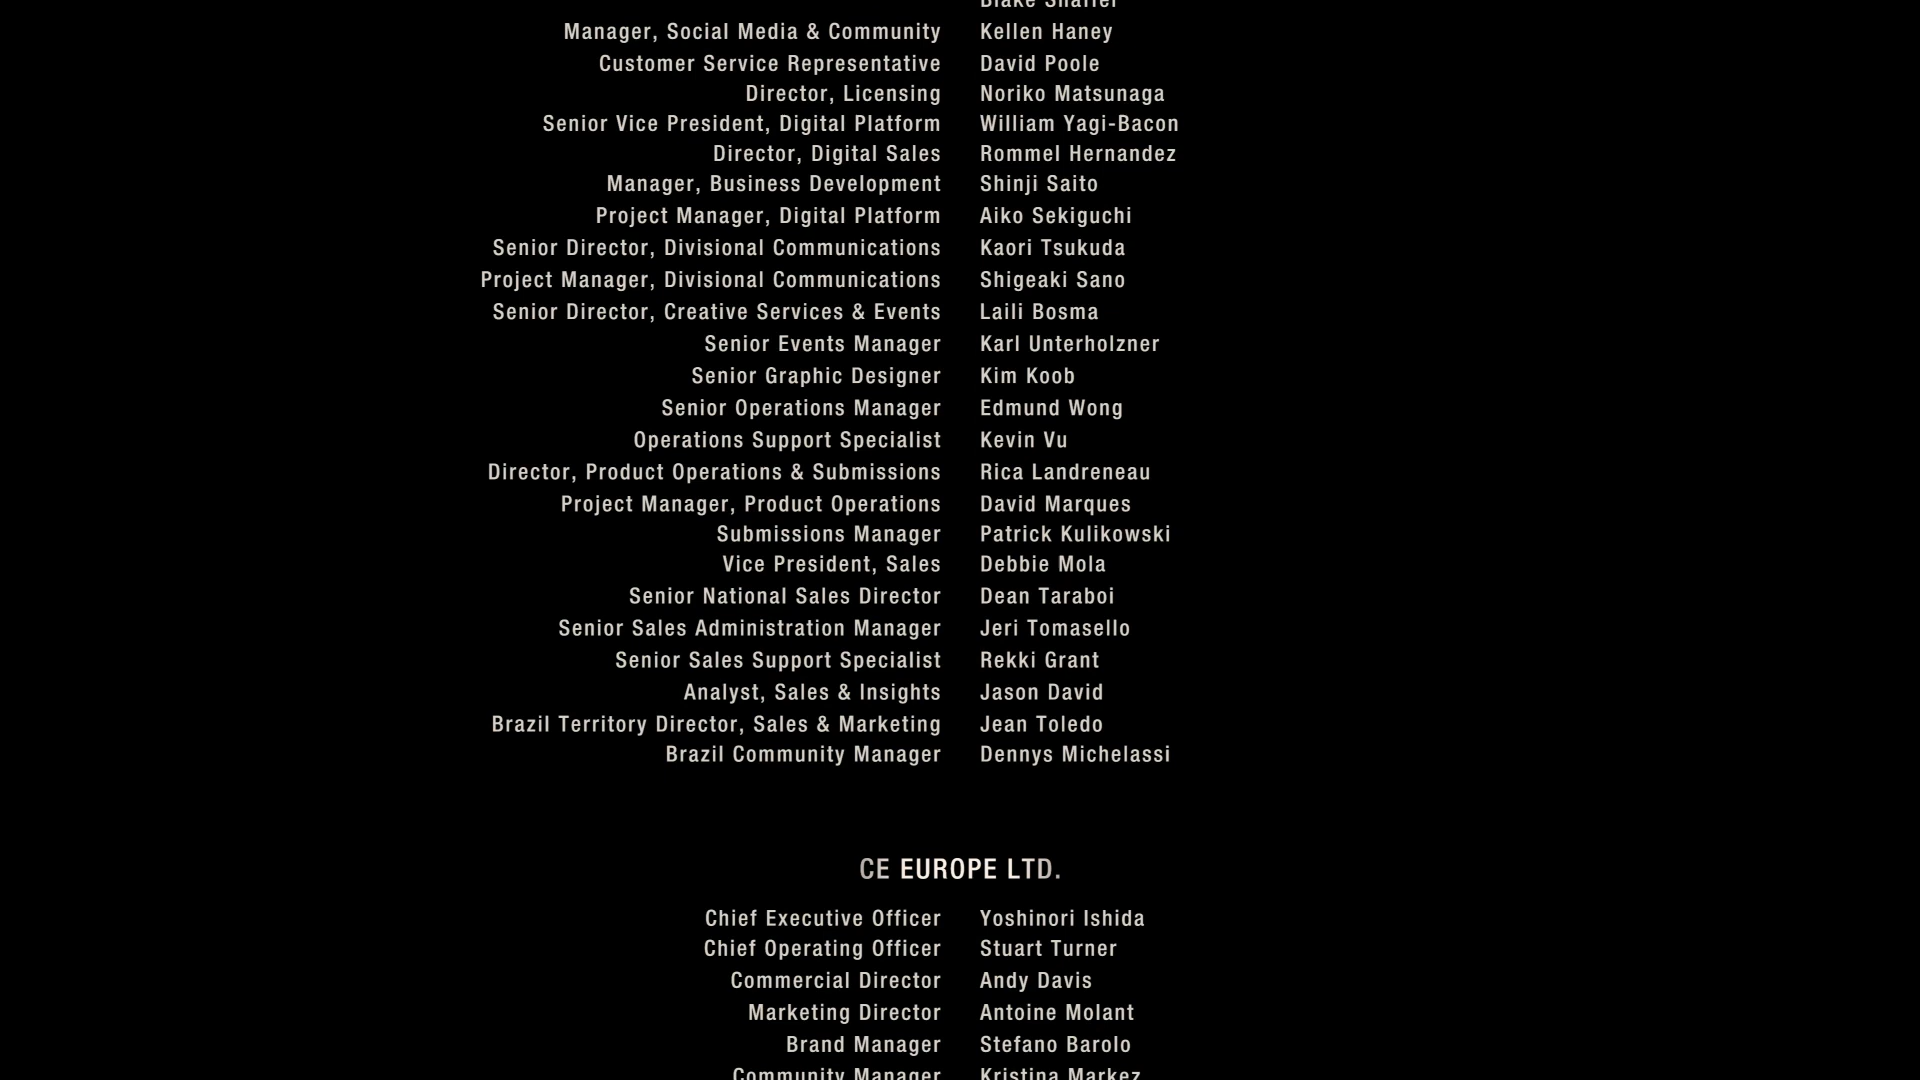 Blake Shaffer
Manager, Social Media & Community Kellen Haney
Customer Service Representative David Poole
Director, Licensing Noriko Matsunaga
Senior Vice President, Digital Platform William Yagi-Bacon
Director, Digital Sales Rommel Hernandez
Manager, Business Development Shinji Saito
Project Manager, Digital Platform Aiko Sekiguchi
Senior Director, Divisional Communications Kaori Tsukuda
Project Manager, Divisional Communications Shigeaki Sano
Senior Director, Creative Services & Events Laili Bosma
Senior Events Manager Karl Unterholzner
Senior Graphic Designer Kim Koob
Senior Operations Manager Edmund Wong
Operations Support Specialist Kevin Vu
Director, Product Operations & Submissions Rica Landreneau
Project Manager, Product Operations David Marques
Submissions Manager Patrick Kulikowski
Vice President, Sales Debbie Mola
Senior National Sales Director Dean Taraboi
Senior Sales Administration Manager Jeri Tomasello
Senior Sales Support Specialist Rekki Grant
Analyst, Sales & Insights Jason David
Brazil Territory Director, Sales & Marketing Jean Toledo
Brazil Community Manager Dennys Michelassi
CE EUROPE LTD.
Chief Executive Officer Yoshinori Ishida
Chief Operating Officer Stuart Turner
Commercial Director Andy Davis
Marketing Director Antoine Molant
Brand Manager Stefano Barolo
Community Manager Kristina Markez